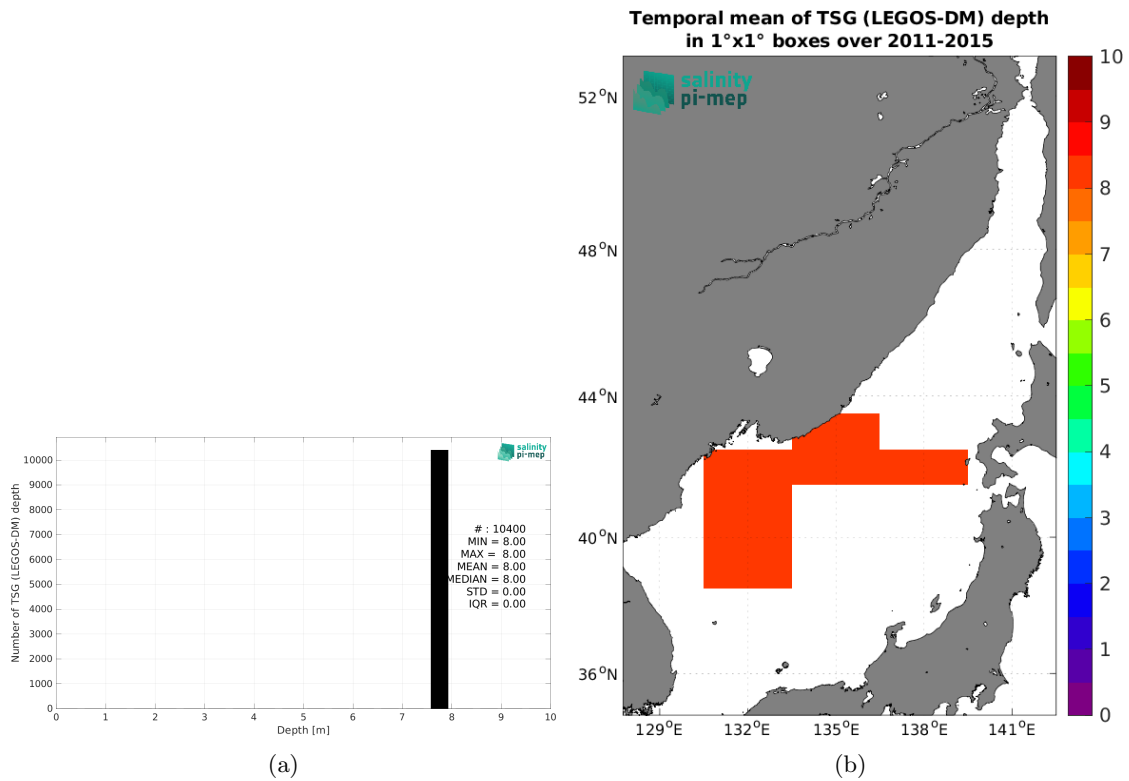 salinity
pi-mep
10000
9000
8000
7000
6000
5000
4000
3000
2000
1000
0
Number of TSG (LEGOS-DM) depth
# : 10400
MIN = 8.00
MAX = 8.00
MEAN = 8.00
MEDIAN = 8.00
STD = 0.00
IQR = 0.00
0 1 2 3 4 5 6 7 8 9 10
Depth [m]
(a)
Temporal mean of TSG (LEGOS-DM) depth
in 1°x1° boxes over 2011-2015
salinity
pi-mep
52°N
48°N
44°N
40°N
36°N
129°E 132°E 135°E 138°E 141°E
10
9
8
7
6
5
4
3
2
1
0
(b)